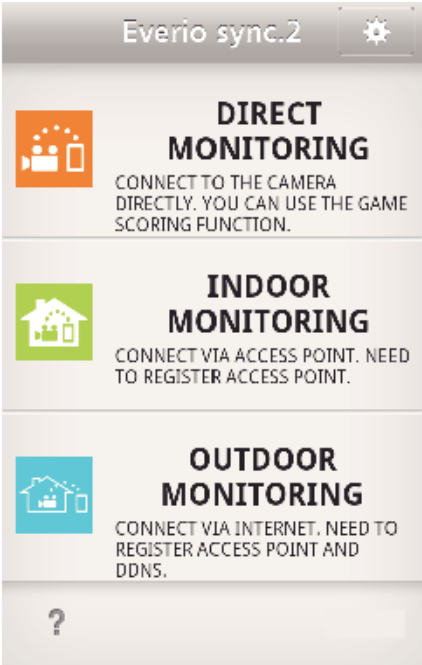 Everio sync.2
DIRECT
MONITORING
CONNECT TO THE CAMERA
DIRECTLY. YOU CAN USE THE GAME
SCORING FUNCTION.
INDOOR
MONITORING
CONNECT VIA ACCESS POINT. NEED
TO REGISTER ACCESS POINT.
OUTDOOR
MONITORING
CONNECT VIA INTERNET. NEED TO
REGISTER ACCESS POINT AND
DDNS.
?